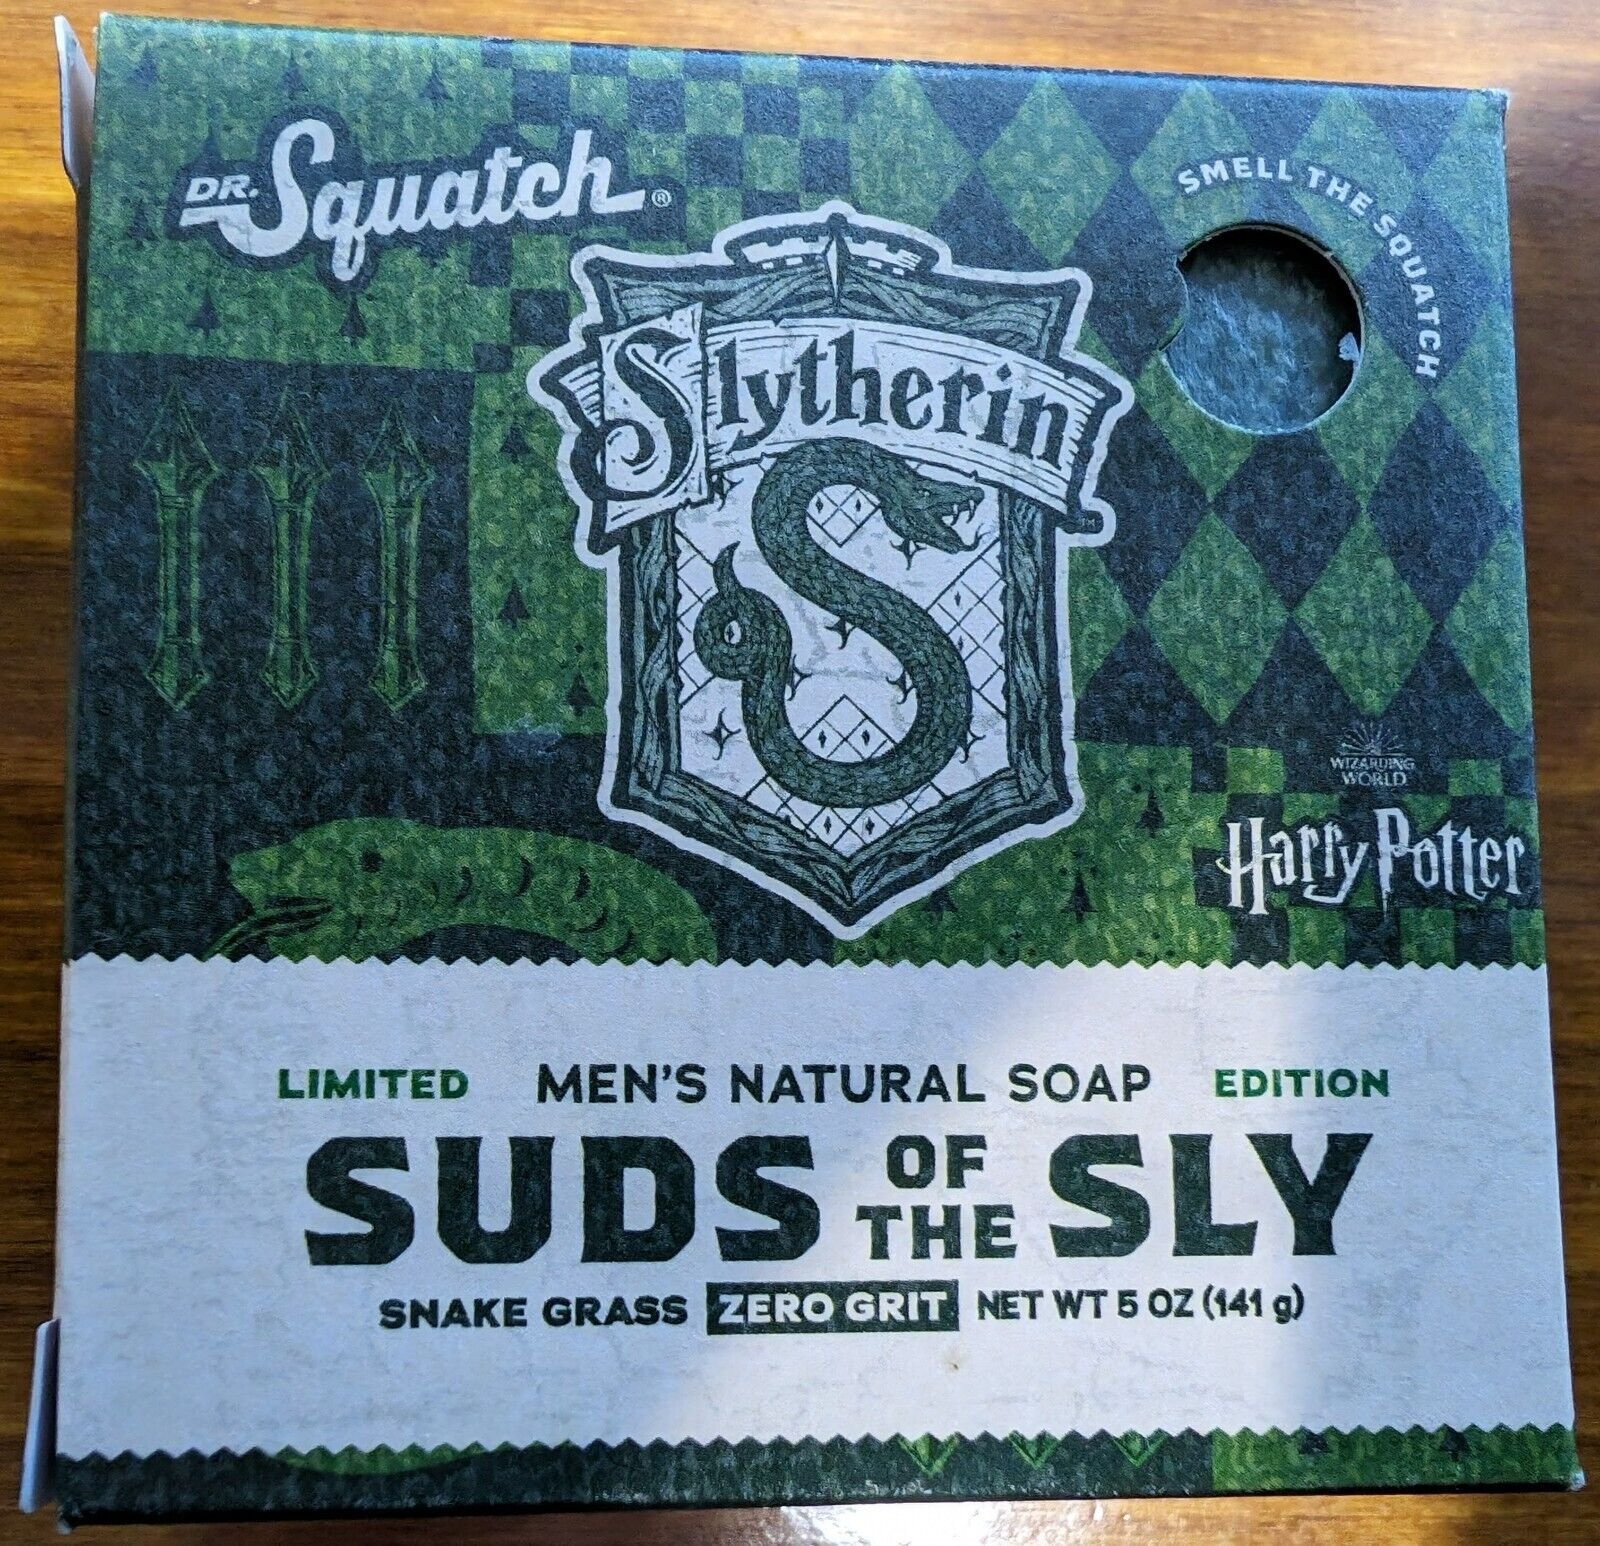 DR. Squatch®
SMELL THE SQUATCH
Slytherin
TM
WIZARDING
WORLD
Harry Potter
LIMITED MEN'S NATURAL SOAP EDITION
SUDS OF THE SLY
SNAKE GRASS ZERO GRIT NET WT 5 OZ (141 g)